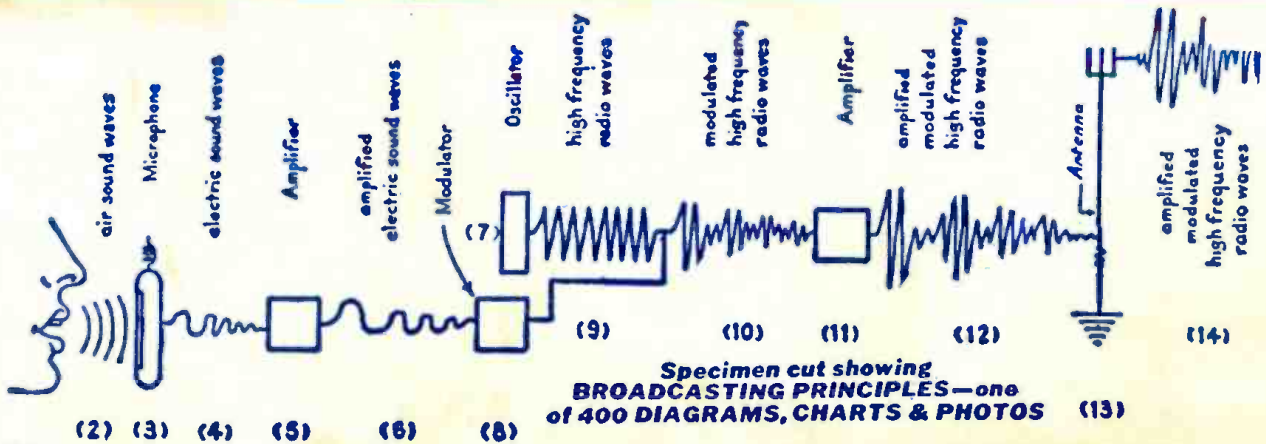 air sound waves
Microphone
electric sound waves
Amplifier
amplified
electric sound waves
Modulator
Oscillator
high frequency
radio waves
modulated
high frequency
radio waves
Amplifier
amplified
modulated
high frequency
radio waves
Antenna
amplified
modulated
high frequency
radio waves
(7)
(9)
(10)
(11)
(12)
(14)
Specimen cut showing
BROADCASTING PRINCIPLES—one
of 400 DIAGRAMS, CHARTS & PHOTOS
(13)
(2)
(3)
(4)
(5)
(6)
(8)